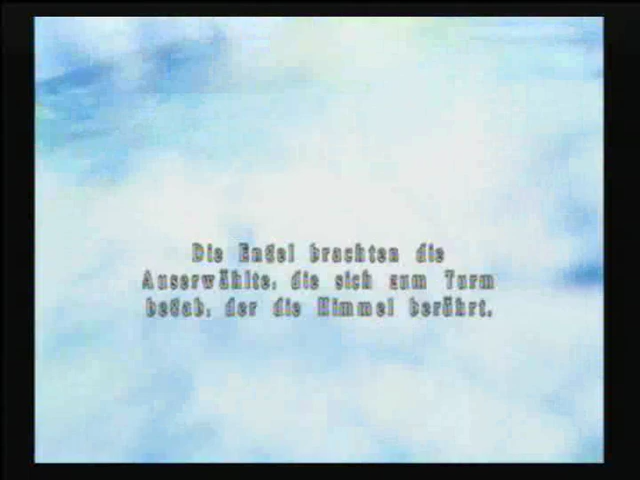 Die Engel brachten die
Auserwählte, die sich zum Turm
begab, der die Himmel berührt.